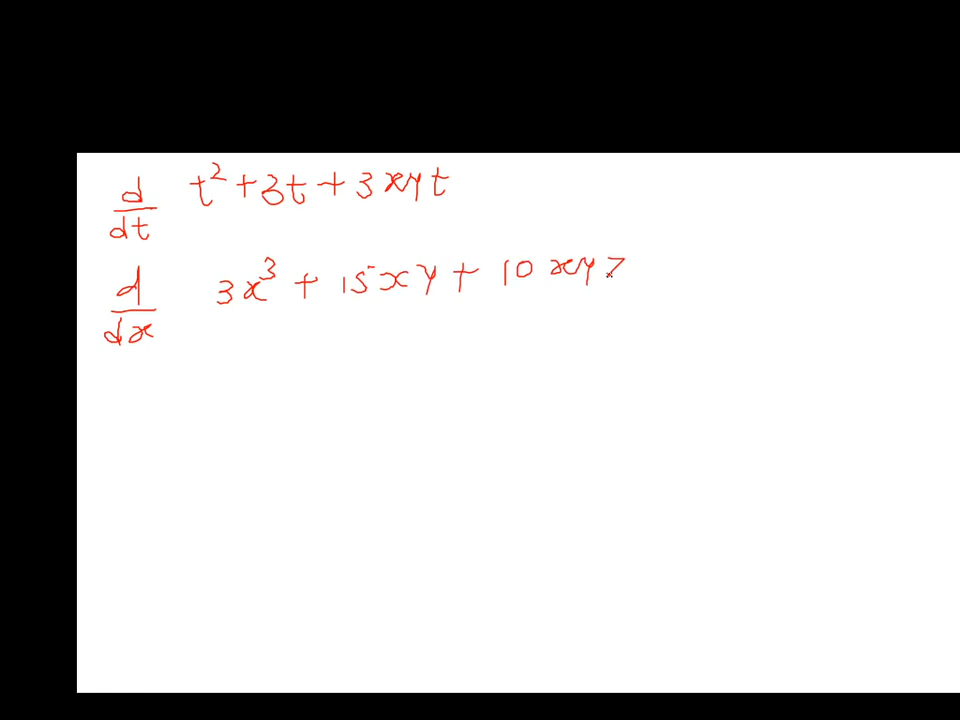 d/dt t² + 3t + 3xyt
d/dx 3x³ + 15xy + 10xyz